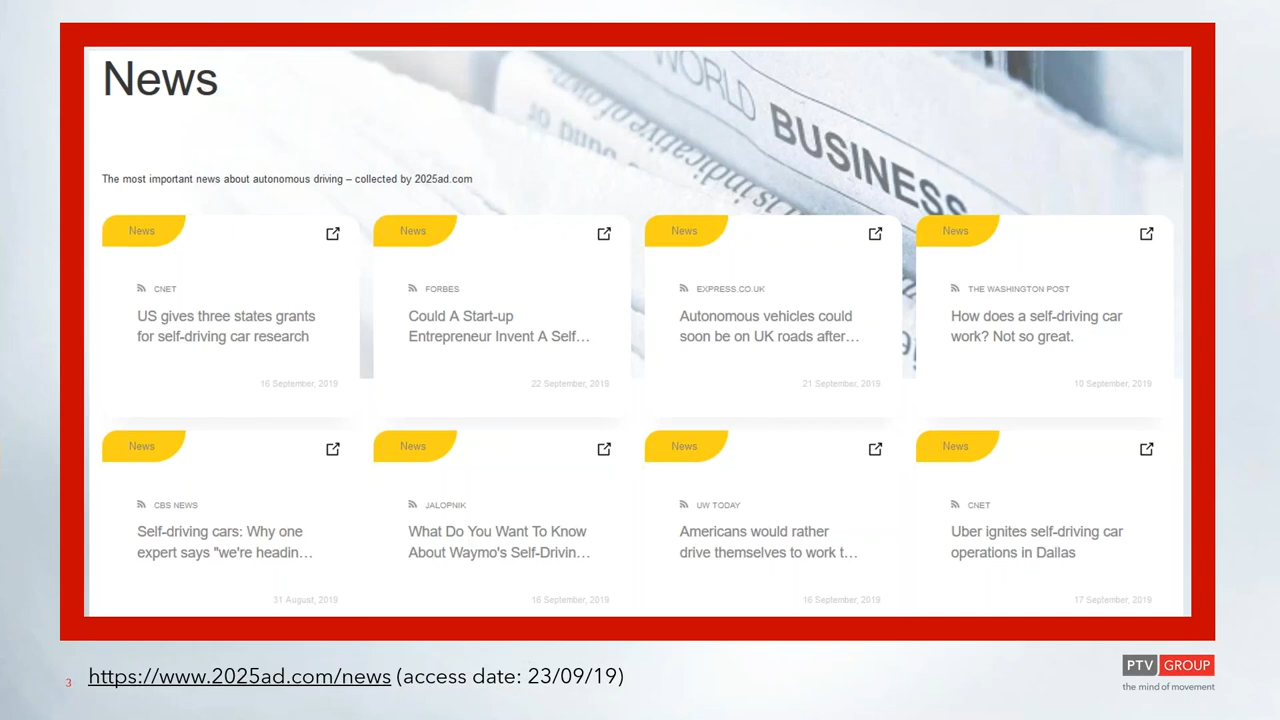 News
WORLD BUSINESS
The most important news about autonomous driving – collected by 2025ad.com
News
CNET
US gives three states grants
for self-driving car research
16 September, 2019
News
FORBES
Could A Start-up
Entrepreneur Invent A Self...
22 September, 2019
News
EXPRESS.CO.UK
Autonomous vehicles could
soon be on UK roads after...
21 September, 2019
News
THE WASHINGTON POST
How does a self-driving car
work? Not so great.
10 September, 2019
News
CBS NEWS
Self-driving cars: Why one
expert says "we're headin...
31 August, 2019
News
JALOPNIK
What Do You Want To Know
About Waymo's Self-Drivin...
16 September, 2019
News
UW TODAY
Americans would rather
drive themselves to work t...
16 September, 2019
News
CNET
Uber ignites self-driving car
operations in Dallas
17 September, 2019
3
https://www.2025ad.com/news (access date: 23/09/19)
PTV GROUP
the mind of movement